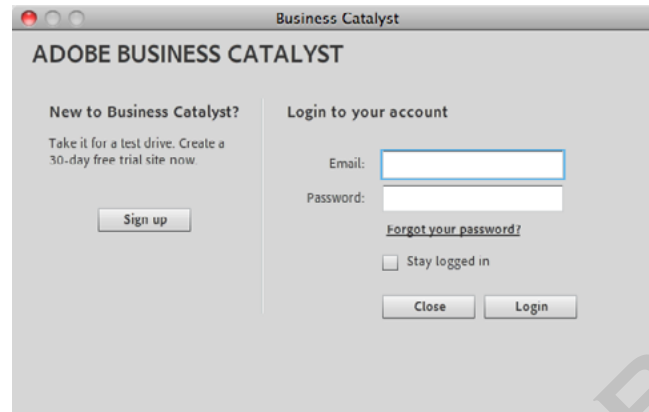 Business Catalyst
ADOBE BUSINESS CATALYST
New to Business Catalyst?
Take it for a test drive. Create a
30-day free trial site now.
Sign up
Login to your account
Email:
Password:
Forgot your password?
Stay logged in
Close
Login